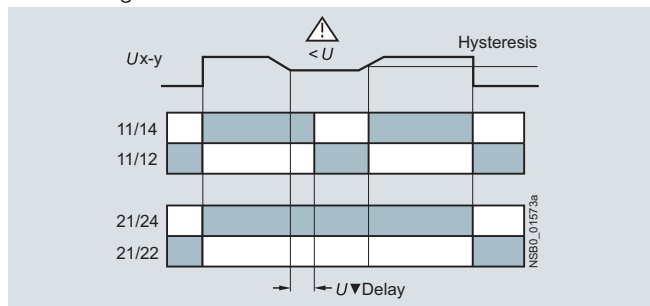 Hysteresis
< U
Ux-y
11/14
11/12
21/24
21/22
NSB0_01573a
U▼Delay